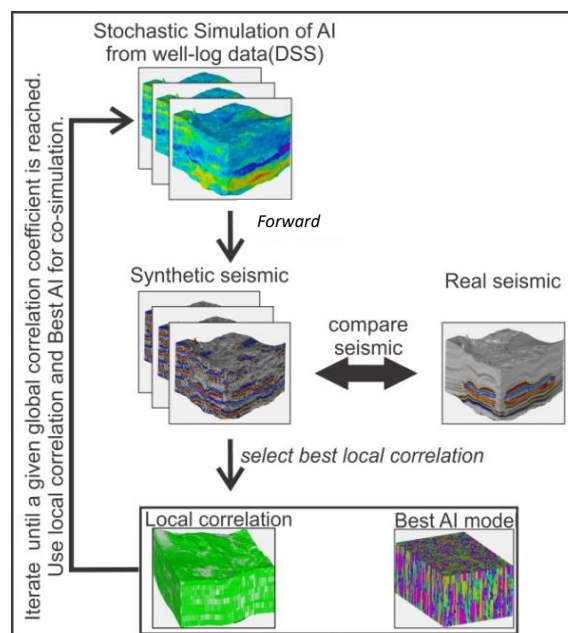 Stochastic Simulation of AI
from well-log data(DSS)
Forward
Synthetic seismic
Real seismic
compare
seismic
select best local correlation
Local correlation
Best AI model
Iterate until a given global correlation coefficient is reached.
Use local correlation and Best AI for co-simulation.